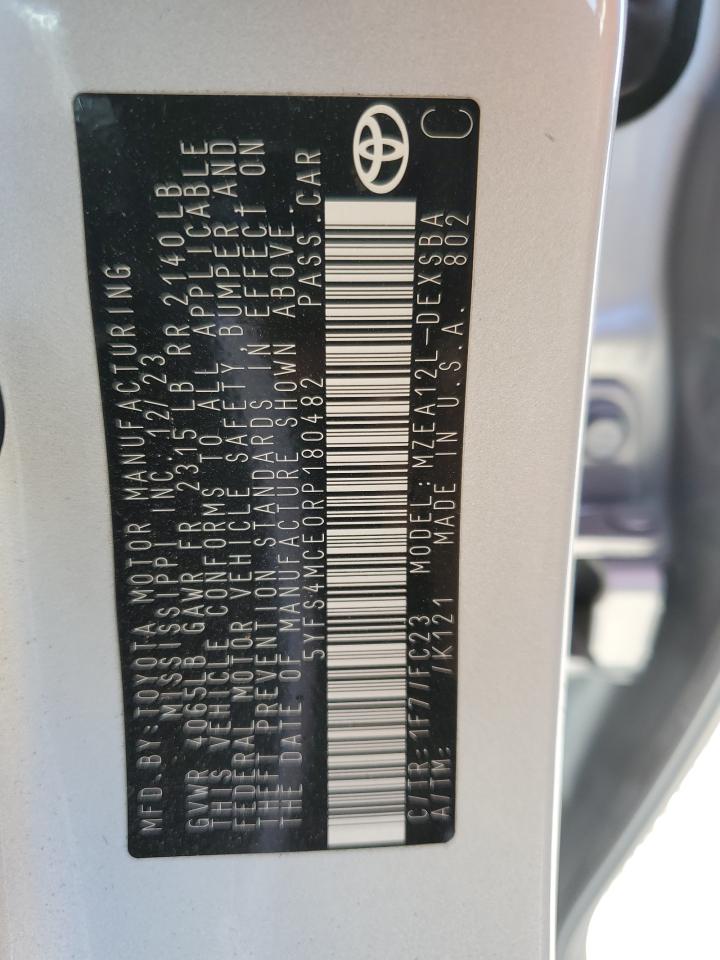 MFD. BY: TOYOTA MOTOR MANUFACTURING
MISSISSIPPI INC. 12/23
GVWR 4065LB GAWR FR 2315 LB RR 2140LB
THIS VEHICLE CONFORMS TO ALL APPLICABLE
FEDERAL MOTOR VEHICLE SAFETY, BUMPER AND
THEFT PREVENTION STANDARDS IN EFFECT ON
THE DATE OF MANUFACTURE SHOWN ABOVE.
5YFS4MCE0RP180482 PASS. CAR
C/TR: 1F7/FC23 MODEL: MZEA12L-DEXSBA
A/TM: /K121 MADE IN U.S.A. 802
C